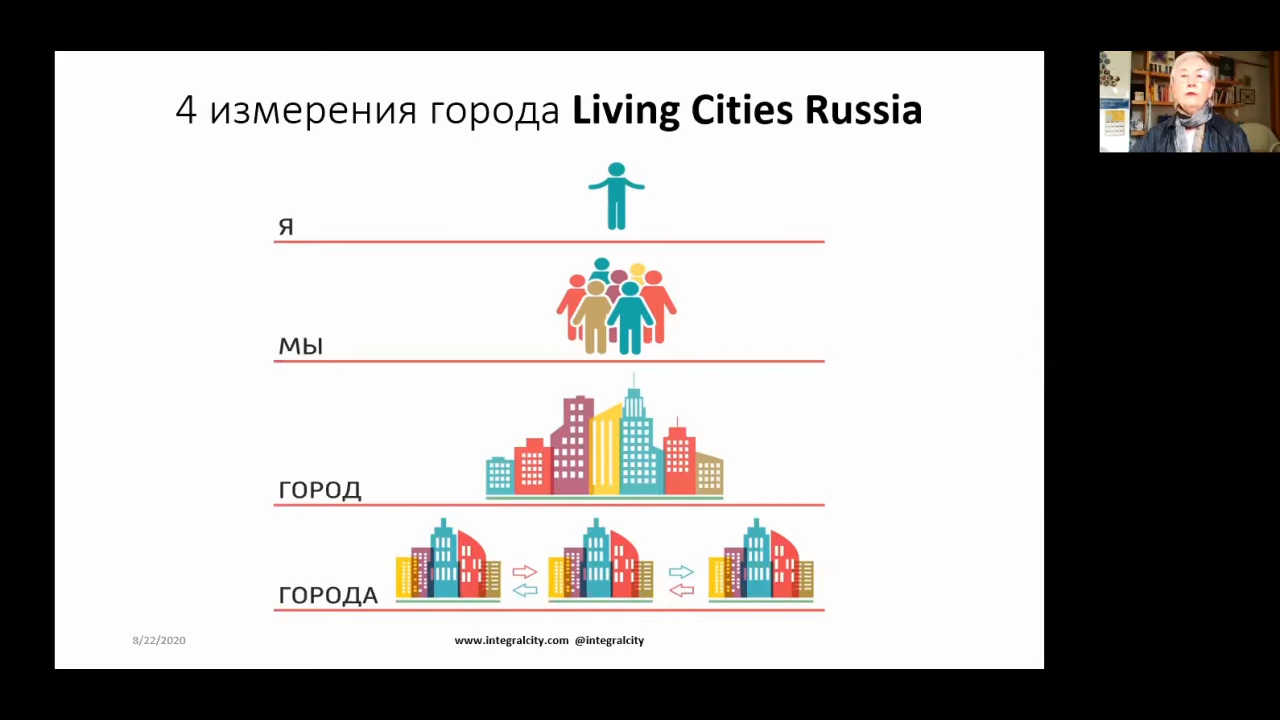 4 измерения города Living Cities Russia
Я
МЫ
ГОРОД
ГОРОДА
8/22/2020
www.integralcity.com @integralcity